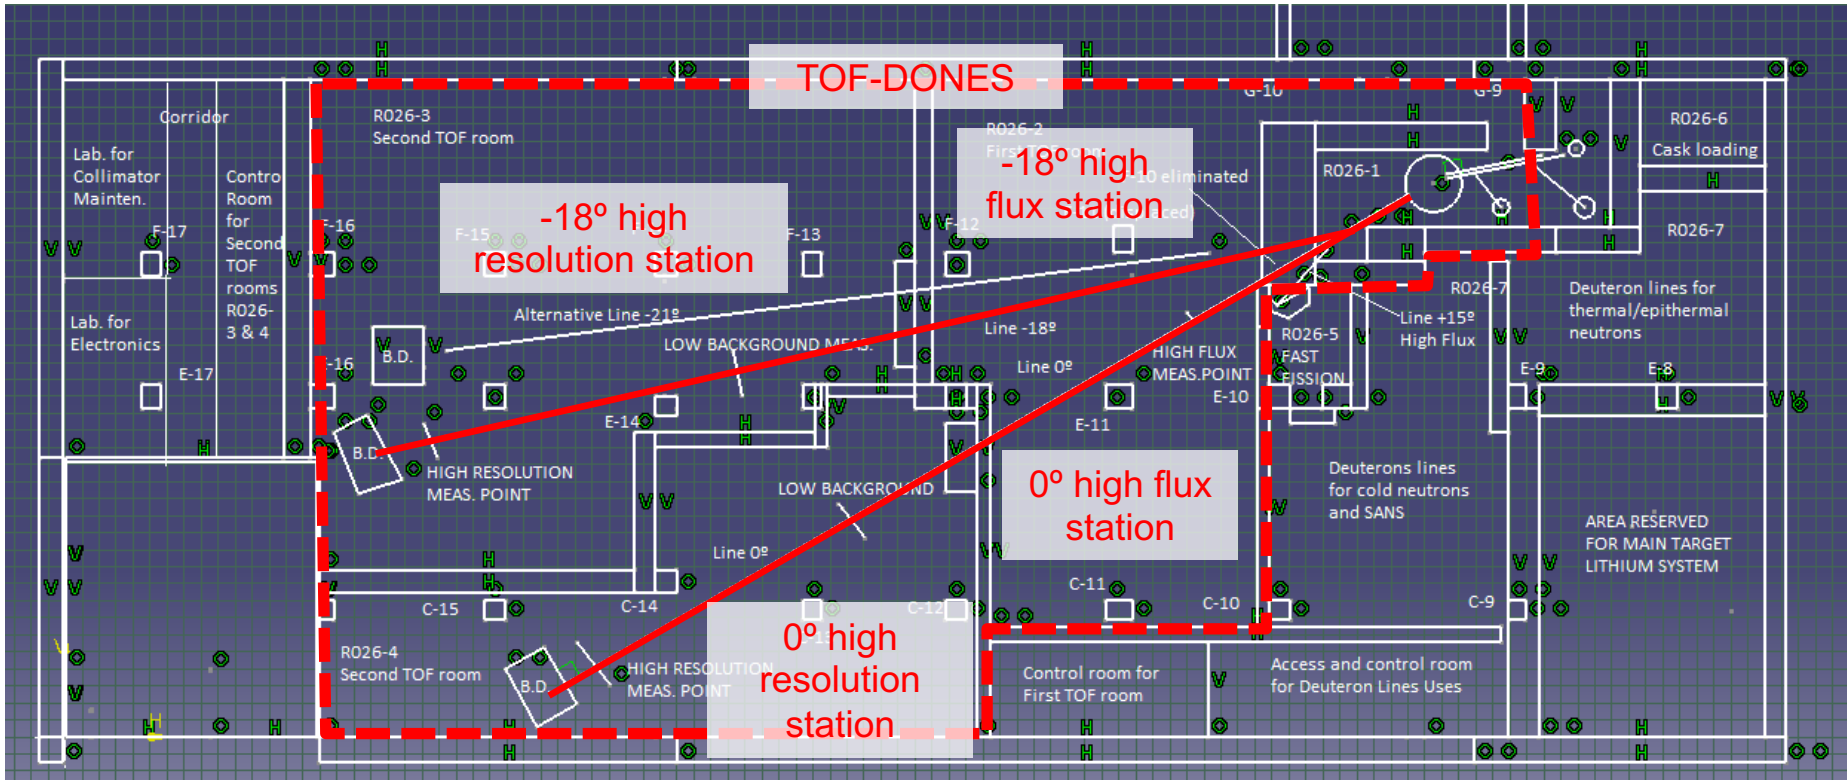 TOF-DONES
G-10
G-9
Corridor
R026-3
Second TOF room
R026-2
R026-6
Cask loading
Lab. for
Collimator
Mainten.
Contro
Room
for
Second
TOF
rooms
R026-
3 & 4
-18º high
flux station
R026-1
eliminated
-18º high
resolution station
F-17
F-16
F-15
F-13
F-12
R026-7
R026-7
Deuteron lines for
thermal/epithermal
neutrons
Lab. for
Electronics
Alternative Line -21º
Line -18º
Line +15º
High Flux
R026-5
FAST
FISSION
B.D.
LOW BACKGROUND MEAS.
HIGH FLUX
MEAS.POINT
Line 0º
E-17
E-16
E-14
E-11
E-10
E-9
E-8
B.D.
HIGH RESOLUTION
MEAS. POINT
LOW BACKGROUND
0º high flux
station
Deuterons lines
for cold neutrons
and SANS
AREA RESERVED
FOR MAIN TARGET
LITHIUM SYSTEM
Line 0º
C-15
C-14
C-12
C-11
C-10
C-9
0º high
resolution
station
R026-4
Second TOF room
B.D.
HIGH RESOLUTION
MEAS. POINT
Control room for
First TOF room
Access and control room
for Deuteron Lines Uses